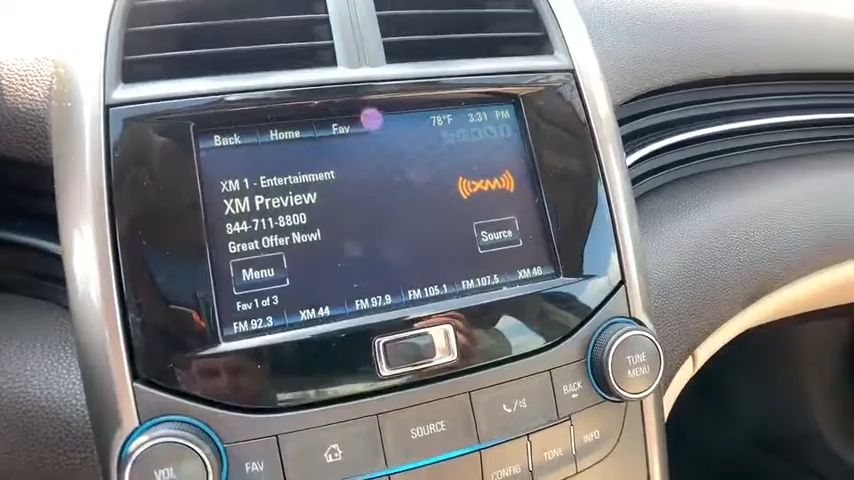 Back Home Fav 78°F 3:31 PM
XM 1 - Entertainment
XM Preview
844-711-8800
Great Offer Now!
((XM))
Source
Menu
Fav 1 of 3
FM 92.3 XM 44 FM 97.9 FM 105.1 FM 107.5 XM 48
TUNE
MENU
VOL
FAV
SOURCE
BACK
CONFIG
TONE
INFO